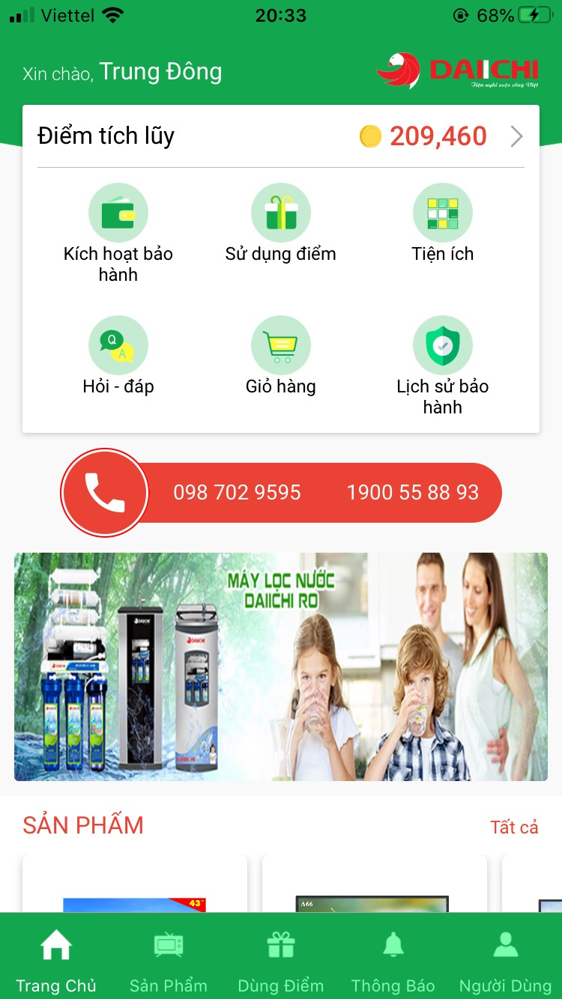 Viettel
20:33
68%
Xin chào, Trung Đông
DAIICHI
Tiện nghi cuộc sống Việt
Điểm tích lũy
209,460
Kích hoạt bảo
hành
Sử dụng điểm
Tiện ích
Q
A
Hỏi - đáp
Giỏ hàng
Lịch sử bảo
hành
098 702 9595
1900 55 88 93
MÁY LỌC NƯỚC
DAIICHI RO
DAIICHI
DAIICHI
SẢN PHẨM
Tất cả
43"
A66
Trang Chủ
Sản Phẩm
Dùng Điểm
Thông Báo
Người Dùng